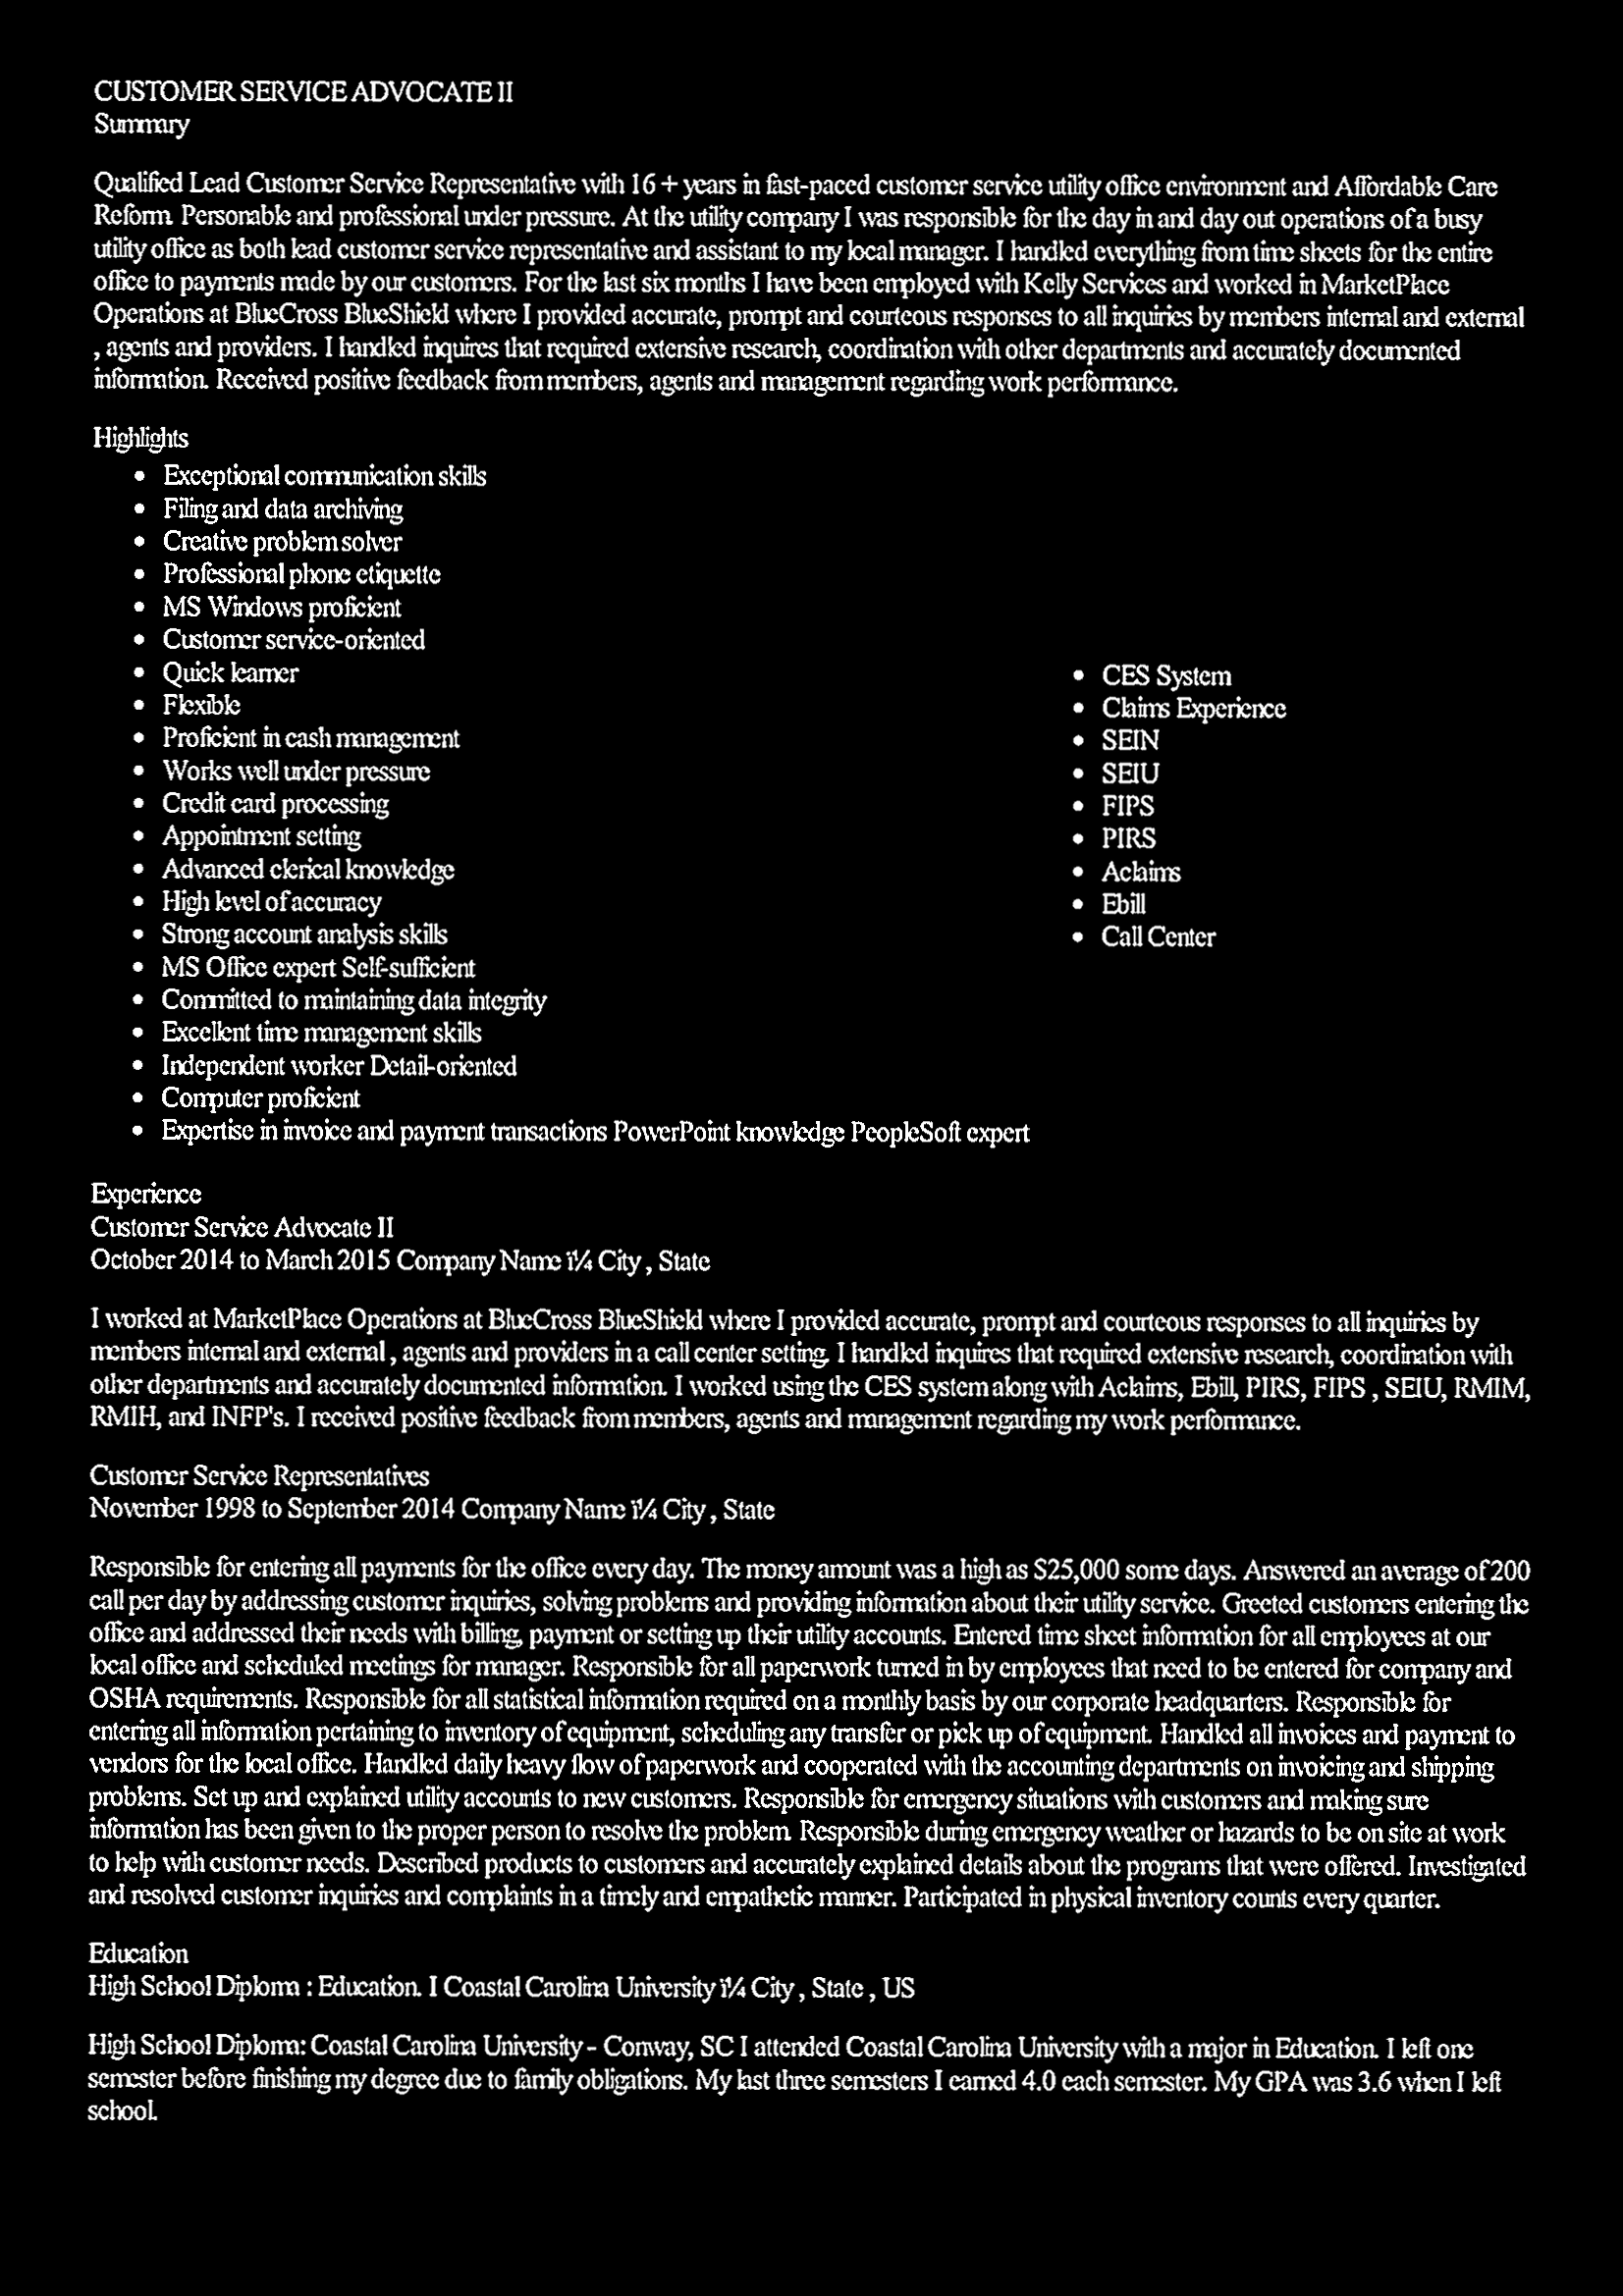 CUSTOMER SERVICE ADVOCATE II
Summary
Qualified Lead Customer Service Representative with 16 + years in fast-paced customer service utility office environment and Affordable Care
Reform. Personable and professional under pressure. At the utility company I was responsible for the day in and day out operations of a busy
utility office as both lead customer service representative and assistant to my local manager. I handled everything from time sheets for the entire
office to payments made by our customers. For the last six months I have been employed with Kelly Services and worked in MarketPlace
Operations at BlueCross BlueShield where I provided accurate, prompt and courteous responses to all inquiries by members internal and external
, agents and providers. I handled inquires that required extensive research, coordination with other departments and accurately documented
information. Received positive feedback from members, agents and management regarding work performance.
Highlights
• Exceptional communication skills
• Filing and data archiving
• Creative problem solver
• Professional phone etiquette
• MS Windows proficient
• Customer service-oriented
• Quick learner
• Flexible
• Proficient in cash management
• Works well under pressure
• Credit card processing
• Appointment setting
• Advanced clerical knowledge
• High level of accuracy
• Strong account analysis skills
• MS Office expert Self-sufficient
• Committed to maintaining data integrity
• Excellent time management skills
• Independent worker Detail-oriented
• Computer proficient
• Expertise in invoice and payment transactions PowerPoint knowledge PeopleSoft expert
• CES System
• Claims Experience
• SEIN
• SEIU
• FIPS
• PIRS
• Aclaims
• Ebill
• Call Center
Experience
Customer Service Advocate II
October 2014 to March 2015 Company Name ï¼ City , State
I worked at MarketPlace Operations at BlueCross BlueShield where I provided accurate, prompt and courteous responses to all inquiries by
members internal and external , agents and providers in a call center setting. I handled inquires that required extensive research, coordination with
other departments and accurately documented information. I worked using the CES system along with Aclaims, Ebill, PIRS, FIPS , SEIU, RMIM,
RMIH, and INFP's. I received positive feedback from members, agents and management regarding my work performance.
Customer Service Representatives
November 1998 to September 2014 Company Name ï¼ City , State
Responsible for entering all payments for the office every day. The money amount was a high as $25,000 some days. Answered an average of 200
call per day by addressing customer inquiries, solving problems and providing information about their utility service. Greeted customers entering the
office and addressed their needs with billing, payment or setting up their utility accounts. Entered time sheet information for all employees at our
local office and scheduled meetings for manager. Responsible for all paperwork turned in by employees that need to be entered for company and
OSHA requirements. Responsible for all statistical information required on a monthly basis by our corporate headquarters. Responsible for
entering all information pertaining to inventory of equipment, scheduling any transfer or pick up of equipment. Handled all invoices and payment to
vendors for the local office. Handled daily heavy flow of paperwork and cooperated with the accounting departments on invoicing and shipping
problems. Set up and explained utility accounts to new customers. Responsible for emergency situations with customers and making sure
information has been given to the proper person to resolve the problem. Responsible during emergency weather or hazards to be on site at work
to help with customer needs. Described products to customers and accurately explained details about the programs that were offered. Investigated
and resolved customer inquiries and complaints in a timely and empathetic manner. Participated in physical inventory counts every quarter.
Education
High School Diploma : Education. I Coastal Carolina University ï¼ City , State , US
High School Diploma: Coastal Carolina University - Conway, SC I attended Coastal Carolina University with a major in Education. I left one
semester before finishing my degree due to family obligations. My last three semesters I earned 4.0 each semester. My GPA was 3.6 when I left
school.